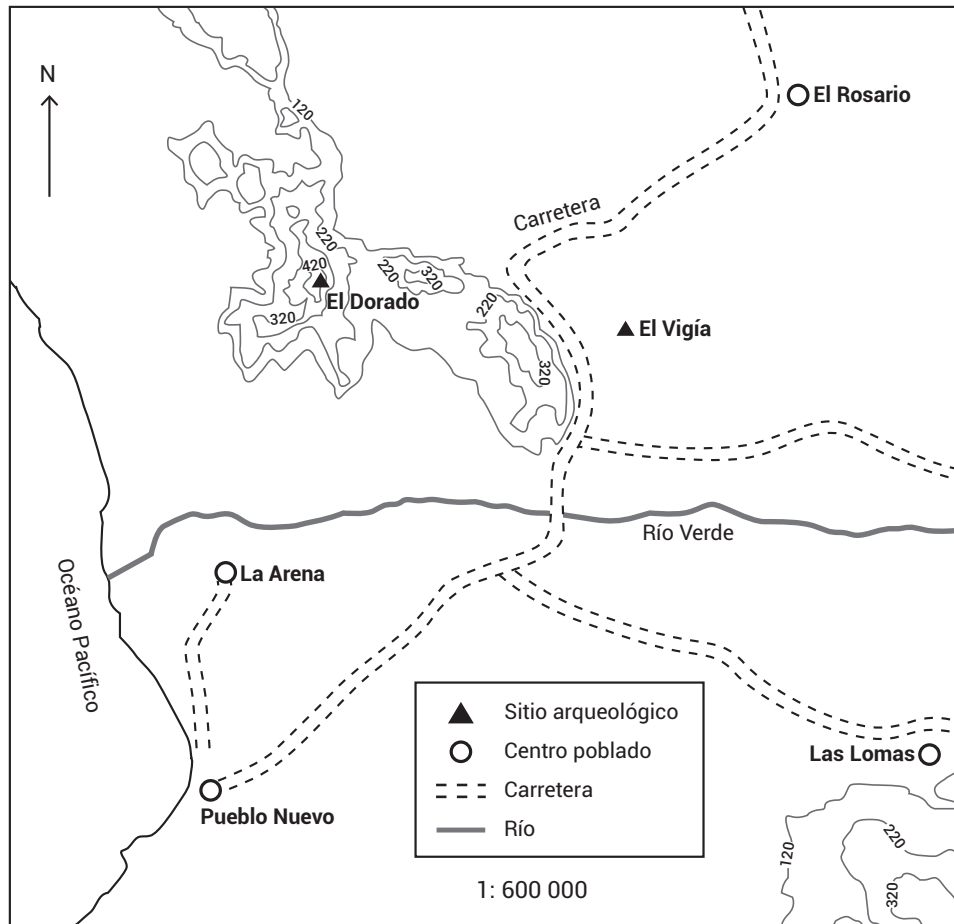 N
120
El Rosario
Carretera
220
420
El Dorado
320
220
320
220
320
El Vigía
Río Verde
Océano Pacífico
La Arena
Pueblo Nuevo
Sitio arqueológico
Centro poblado
Carretera
Río
1: 600 000
Las Lomas
120
220
320